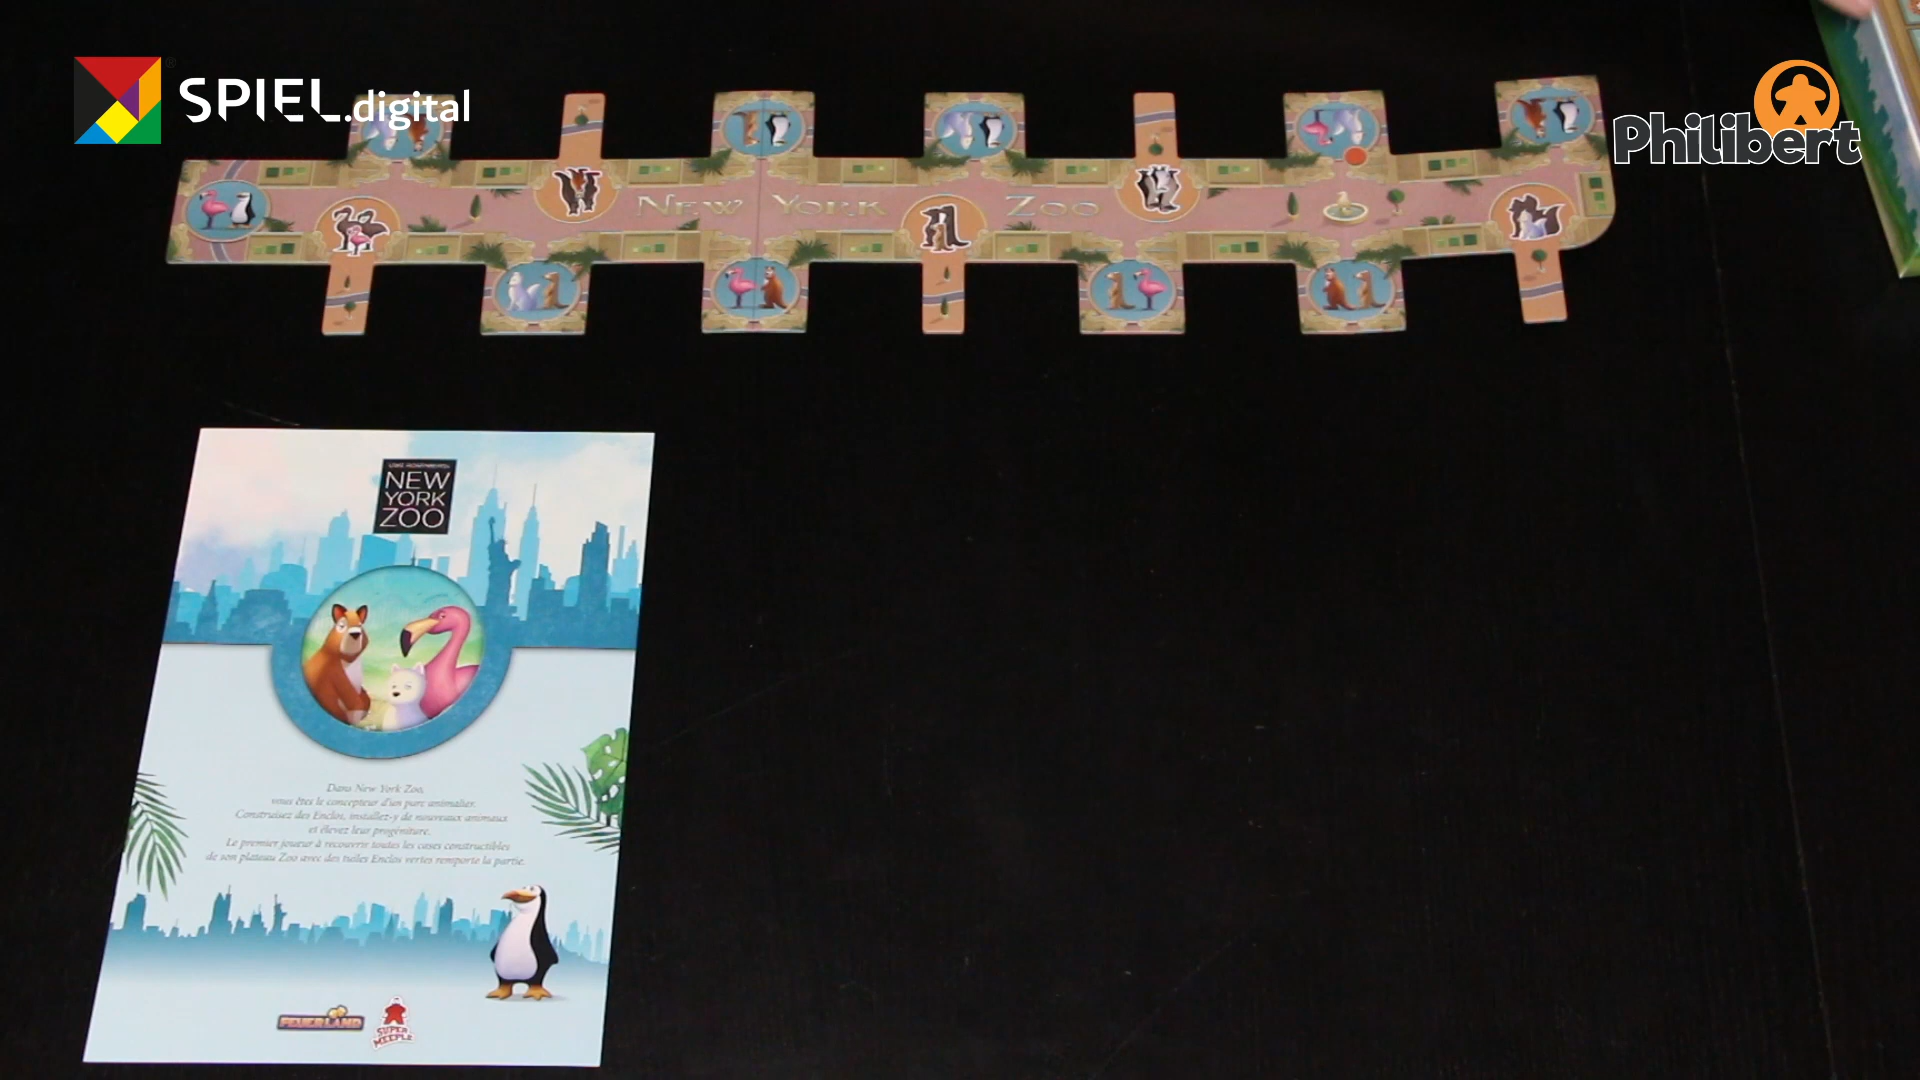 SPIEL.digital
Philibert
NEW YORK ZOO
NEW
YORK
ZOO
Dans New York Zoo,
vous êtes le concepteur d'un parc animalier.
Construisez des Enclos, installez-y de nouveaux animaux
et élevez leur progéniture.
Le premier joueur à recouvrir toutes les cases constructibles
de son plateau Zoo avec des tuiles Enclos vertes remporte la partie.
FEUERLAND
SUPER
MEEPLE